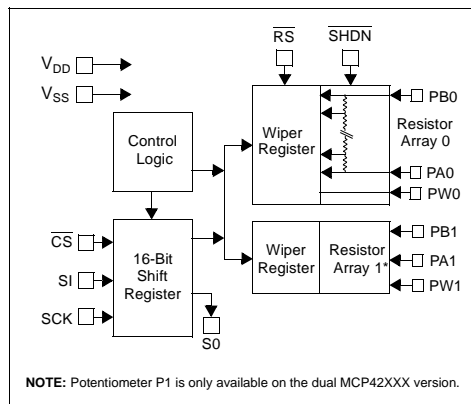 RS
SHDN
VDD
VSS
PB0
Control
Logic
Wiper
Register
Resistor
Array 0
PA0
PW0
CS
SI
SCK
16-Bit
Shift
Register
S0
Wiper
Register
Resistor
Array 1*
PB1
PA1
PW1
NOTE: Potentiometer P1 is only available on the dual MCP42XXX version.